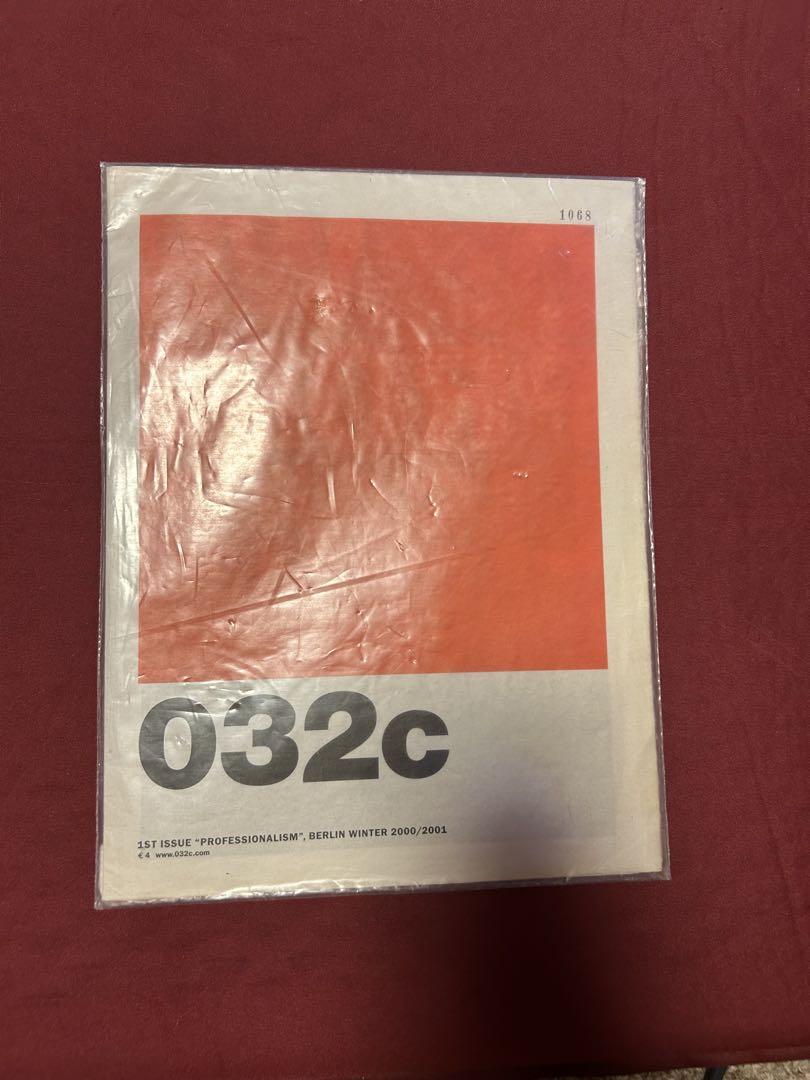 1068
032c
1ST ISSUE "PROFESSIONALISM", BERLIN WINTER 2000/2001
€ 4 www.032c.com